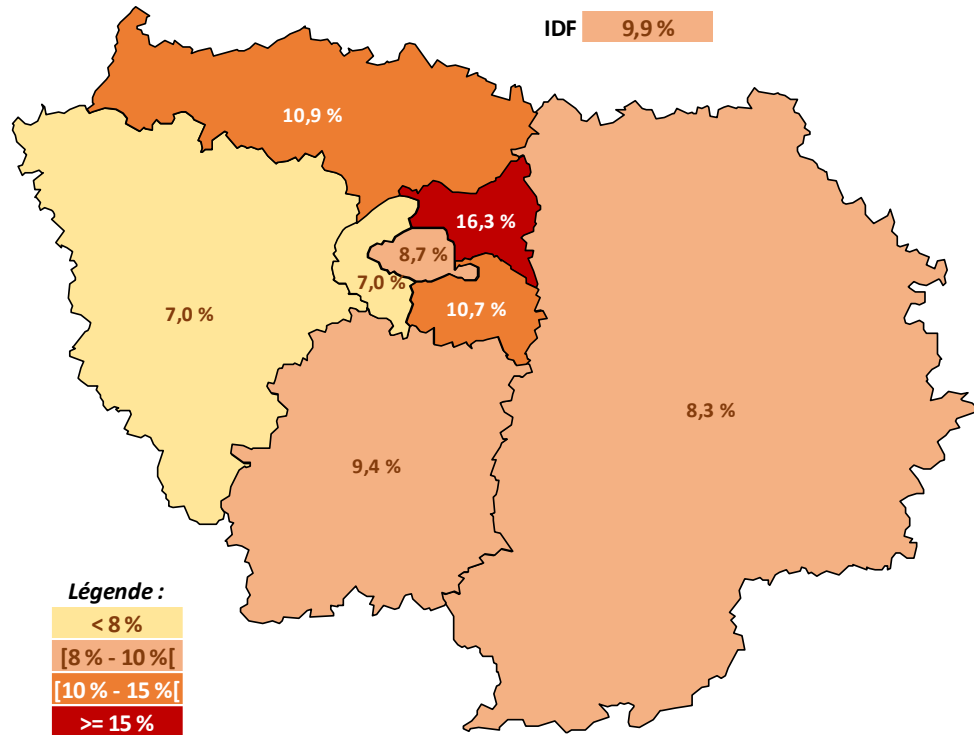 IDF 9,9 %
10,9 %
16,3 %
8,7 %
7,0 %
10,7 %
7,0 %
8,3 %
9,4 %
Légende :
< 8 %
[8 % - 10 %[
[10 % - 15 %[
>= 15 %